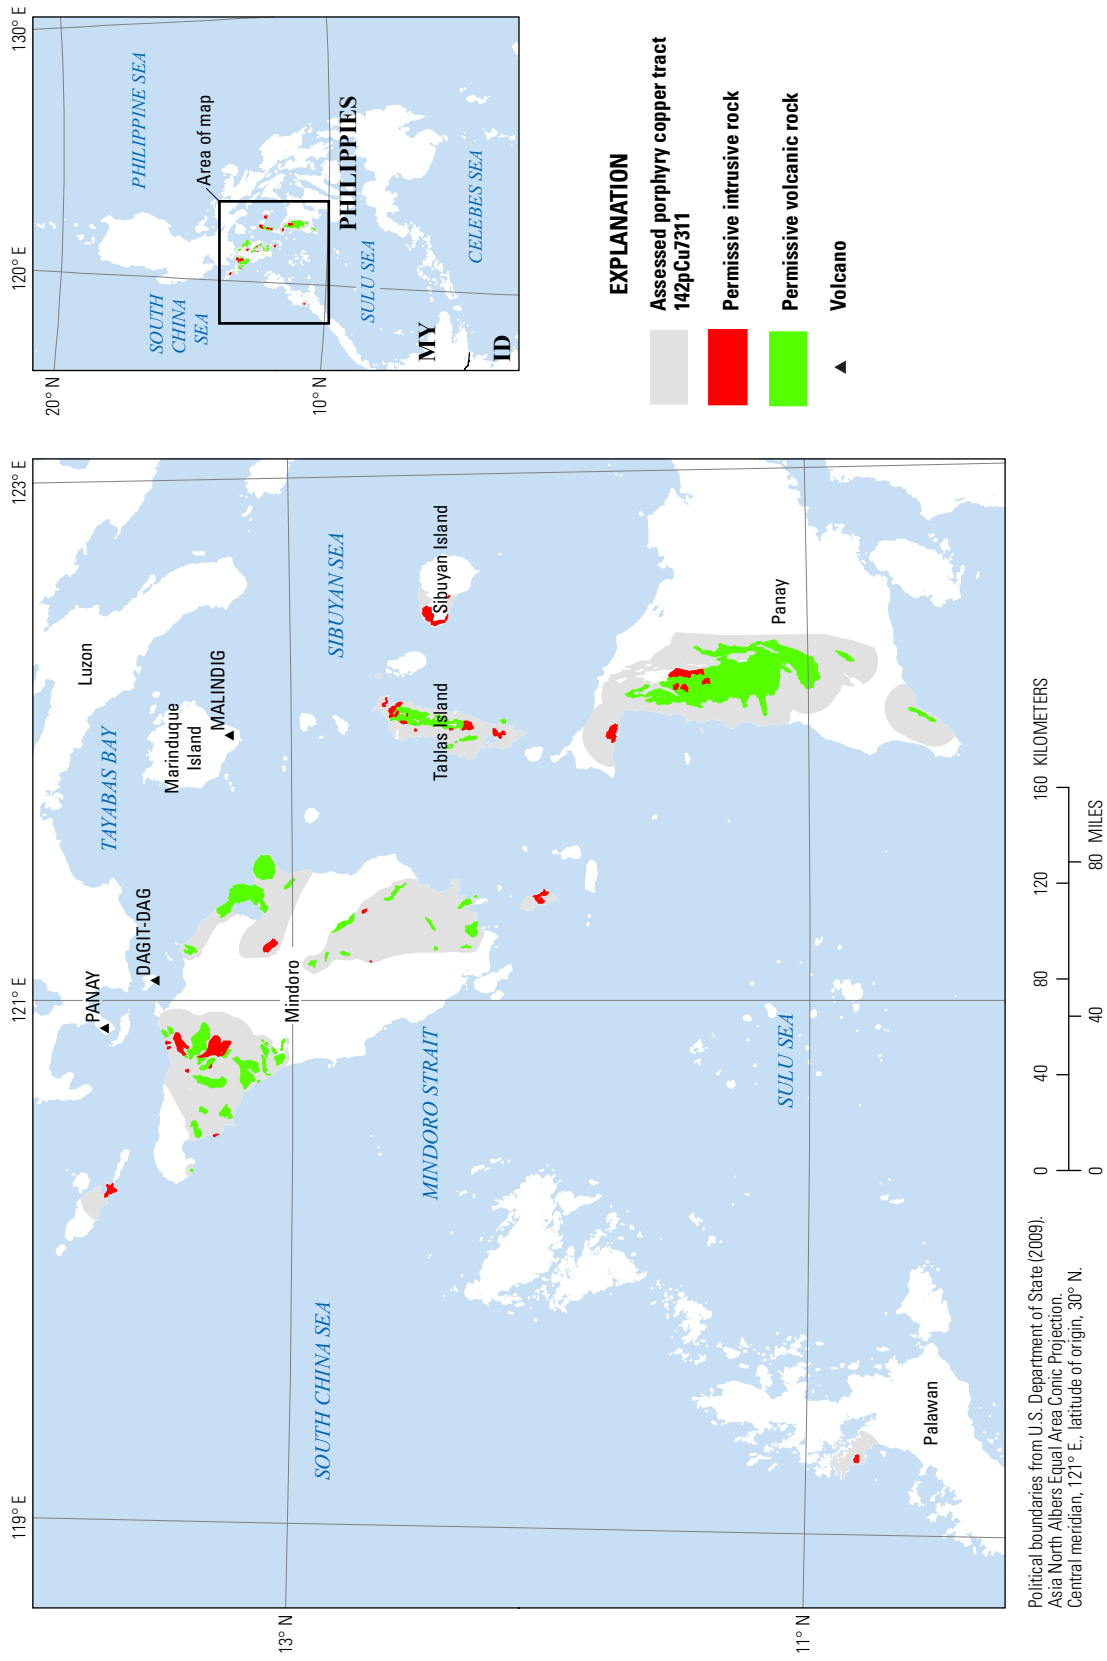 119° E
121° E
123° E
13° N
11° N
TAYABAS BAY
Luzon
PANAY
DAGIT-DAG
Marinduque
Island
MALINDIG
SIBUYAN SEA
Mindoro
SOUTH CHINA SEA
MINDORO STRAIT
Tablas Island
Sibuyan Island
Panay
SULU SEA
Palawan
120° E
130° E
20° N
10° N
SOUTH
CHINA
SEA
PHILIPPINE SEA
Area of map
PHILIPPIES
SULU SEA
CELEBES SEA
MY
ID
EXPLANATION
Assessed porphyry copper tract
142pCu7311
Permissive intrusive rock
Permissive volcanic rock
Volcano
0 40 80 120 160 KILOMETERS
0 40 80 MILES
Political boundaries from U.S. Department of State (2009).
Asia North Albers Equal Area Conic Projection.
Central meridian, 121° E., latitude of origin, 30° N.